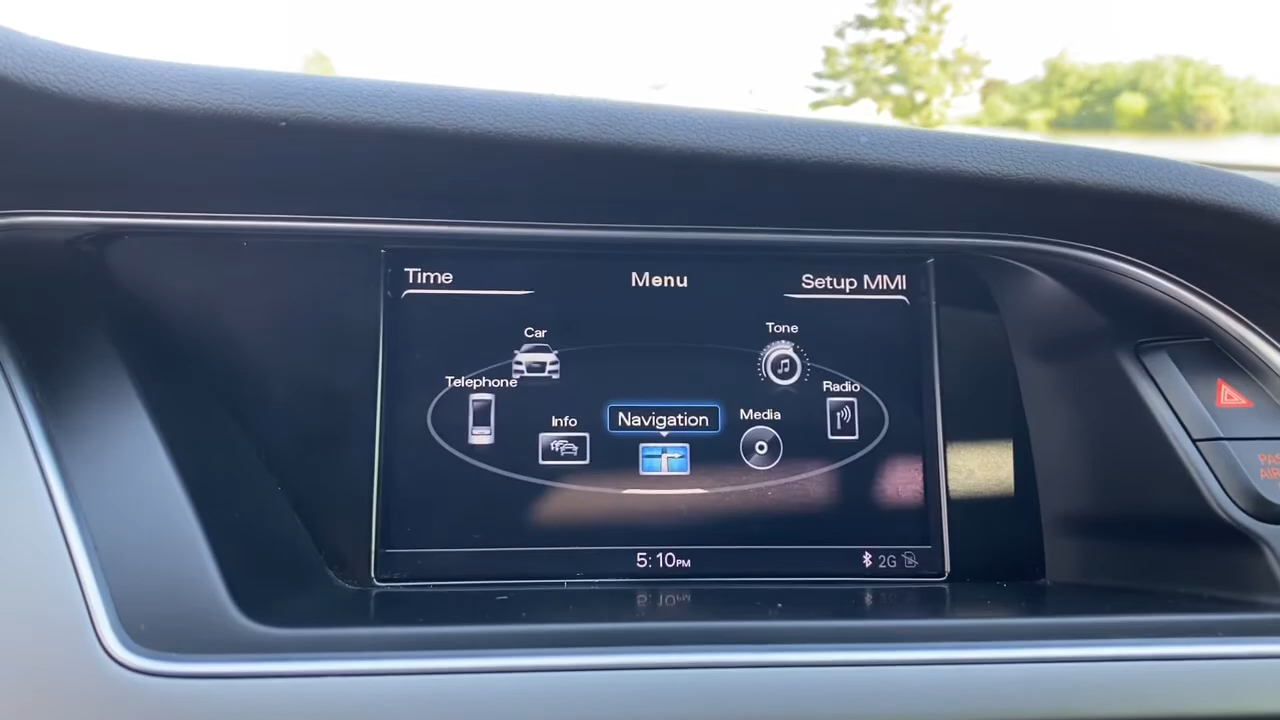 Time
Menu
Setup MMI
Car
Tone
Telephone
Radio
Info
Navigation
Media
5:10PM
2G